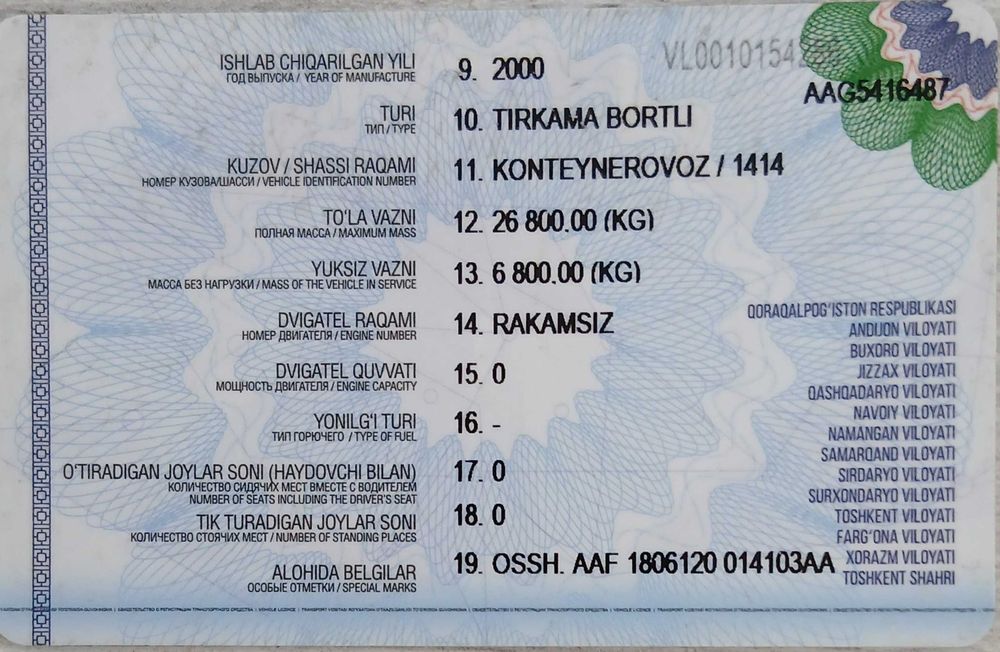 VL0010154
AAG5416487
ISHLAB CHIQARILGAN YILI
ГОД ВЫПУСКА / YEAR OF MANUFACTURE
9. 2000
TURI
ТИП / TYPE
10. TIRKAMA BORTLI
KUZOV / SHASSI RAQAMI
НОМЕР КУЗОВА/ШАССИ / VEHICLE IDENTIFICATION NUMBER
11. KONTEYNEROVOZ / 1414
TO'LA VAZNI
ПОЛНАЯ МАССА / MAXIMUM MASS
12. 26 800.00 (KG)
YUKSIZ VAZNI
МАССА БЕЗ НАГРУЗКИ / MASS OF THE VEHICLE IN SERVICE
13. 6 800.00 (KG)
DVIGATEL RAQAMI
НОМЕР ДВИГАТЕЛЯ / ENGINE NUMBER
14. RAKAMSIZ
DVIGATEL QUVVATI
МОЩНОСТЬ ДВИГАТЕЛЯ / ENGINE CAPACITY
15. 0
YONILG'I TURI
ТИП ГОРЮЧЕГО / TYPE OF FUEL
16. -
O'TIRADIGAN JOYLAR SONI (HAYDOVCHI BILAN)
КОЛИЧЕСТВО СИДЯЧИХ МЕСТ ВМЕСТЕ С ВОДИТЕЛЕМ
NUMBER OF SEATS INCLUDING THE DRIVER'S SEAT
17. 0
TIK TURADIGAN JOYLAR SONI
КОЛИЧЕСТВО СТОЯЧИХ МЕСТ / NUMBER OF STANDING PLACES
18. 0
ALOHIDA BELGILAR
ОСОБЫЕ ОТМЕТКИ / SPECIAL MARKS
19. OSSH. AAF 1806120 014103AA
QORAQALPOG'ISTON RESPUBLIKASI
ANDIJON VILOYATI
BUXORO VILOYATI
JIZZAX VILOYATI
QASHQADARYO VILOYATI
NAVOIY VILOYATI
NAMANGAN VILOYATI
SAMARQAND VILOYATI
SIRDARYO VILOYATI
SURXONDARYO VILOYATI
TOSHKENT VILOYATI
FARG'ONA VILOYATI
XORAZM VILOYATI
TOSHKENT SHAHRI